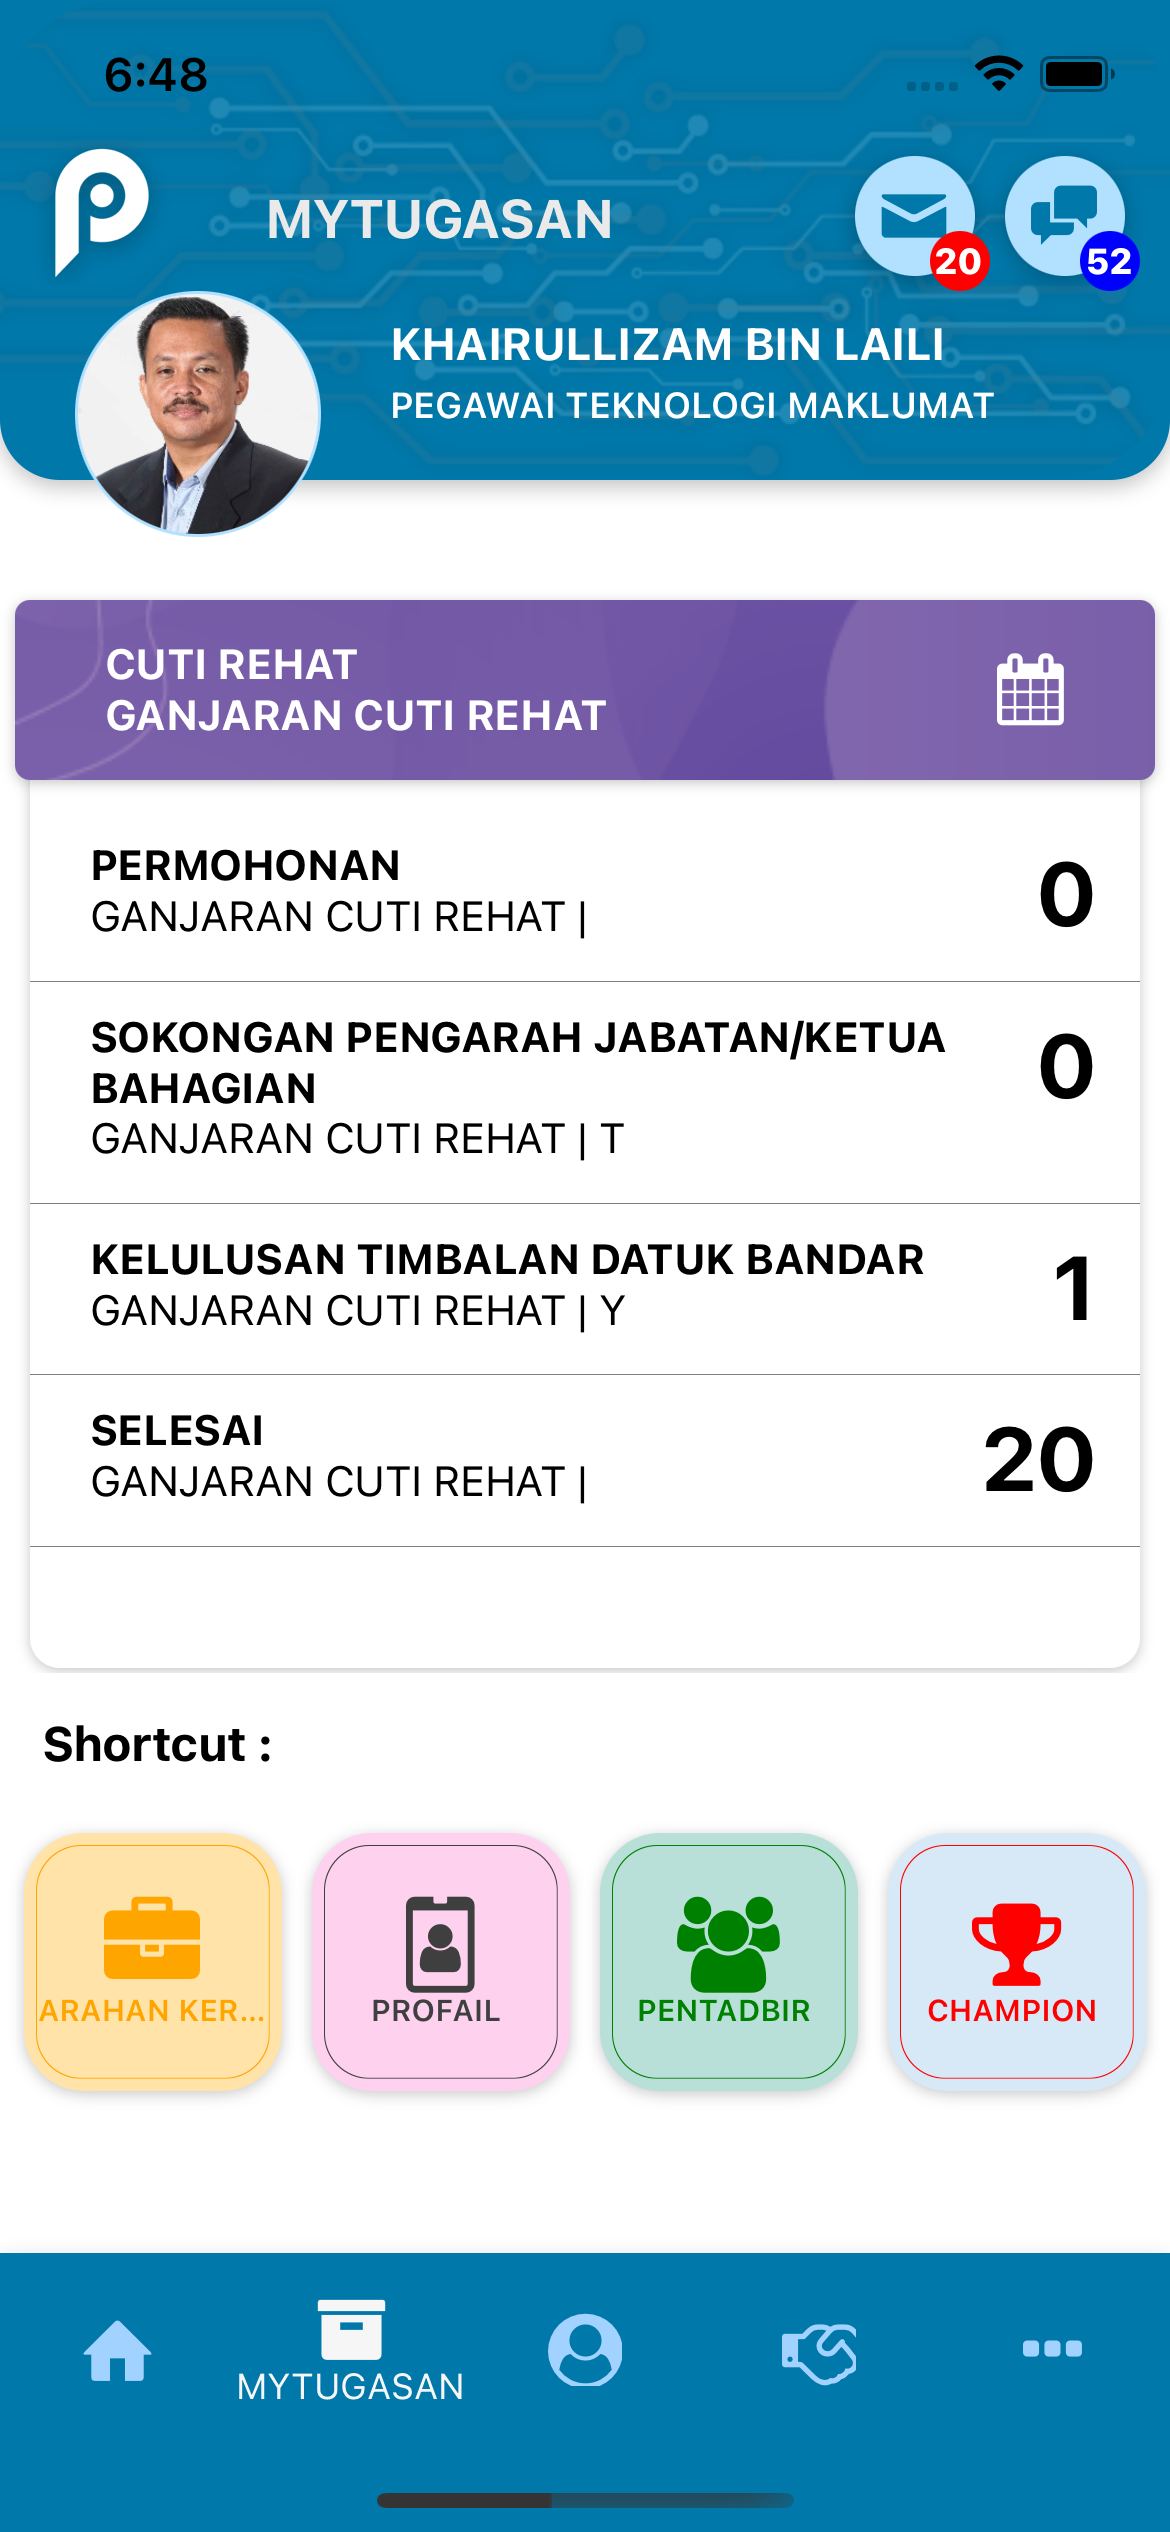 6:48
MYTUGASAN
20
52
KHAIRULLIZAM BIN LAILI
PEGAWAI TEKNOLOGI MAKLUMAT
CUTI REHAT
GANJARAN CUTI REHAT
PERMOHONAN
GANJARAN CUTI REHAT |
0
SOKONGAN PENGARAH JABATAN/KETUA
BAHAGIAN
GANJARAN CUTI REHAT | T
0
KELULUSAN TIMBALAN DATUK BANDAR
GANJARAN CUTI REHAT | Y
1
SELESAI
GANJARAN CUTI REHAT |
20
Shortcut :
ARAHAN KER...
PROFAIL
PENTADBIR
CHAMPION
MYTUGASAN